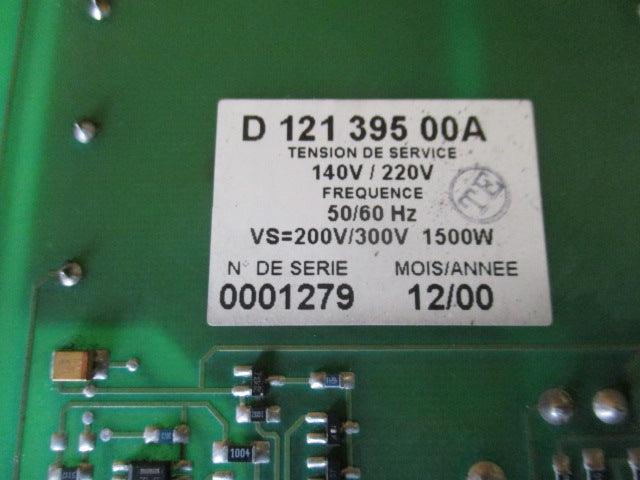 D 121 395 00A
TENSION DE SERVICE
140V / 220V
FREQUENCE
50/60 Hz
VS=200V/300V 1500W
N° DE SERIE MOIS/ANNEE
0001279 12/00
1004